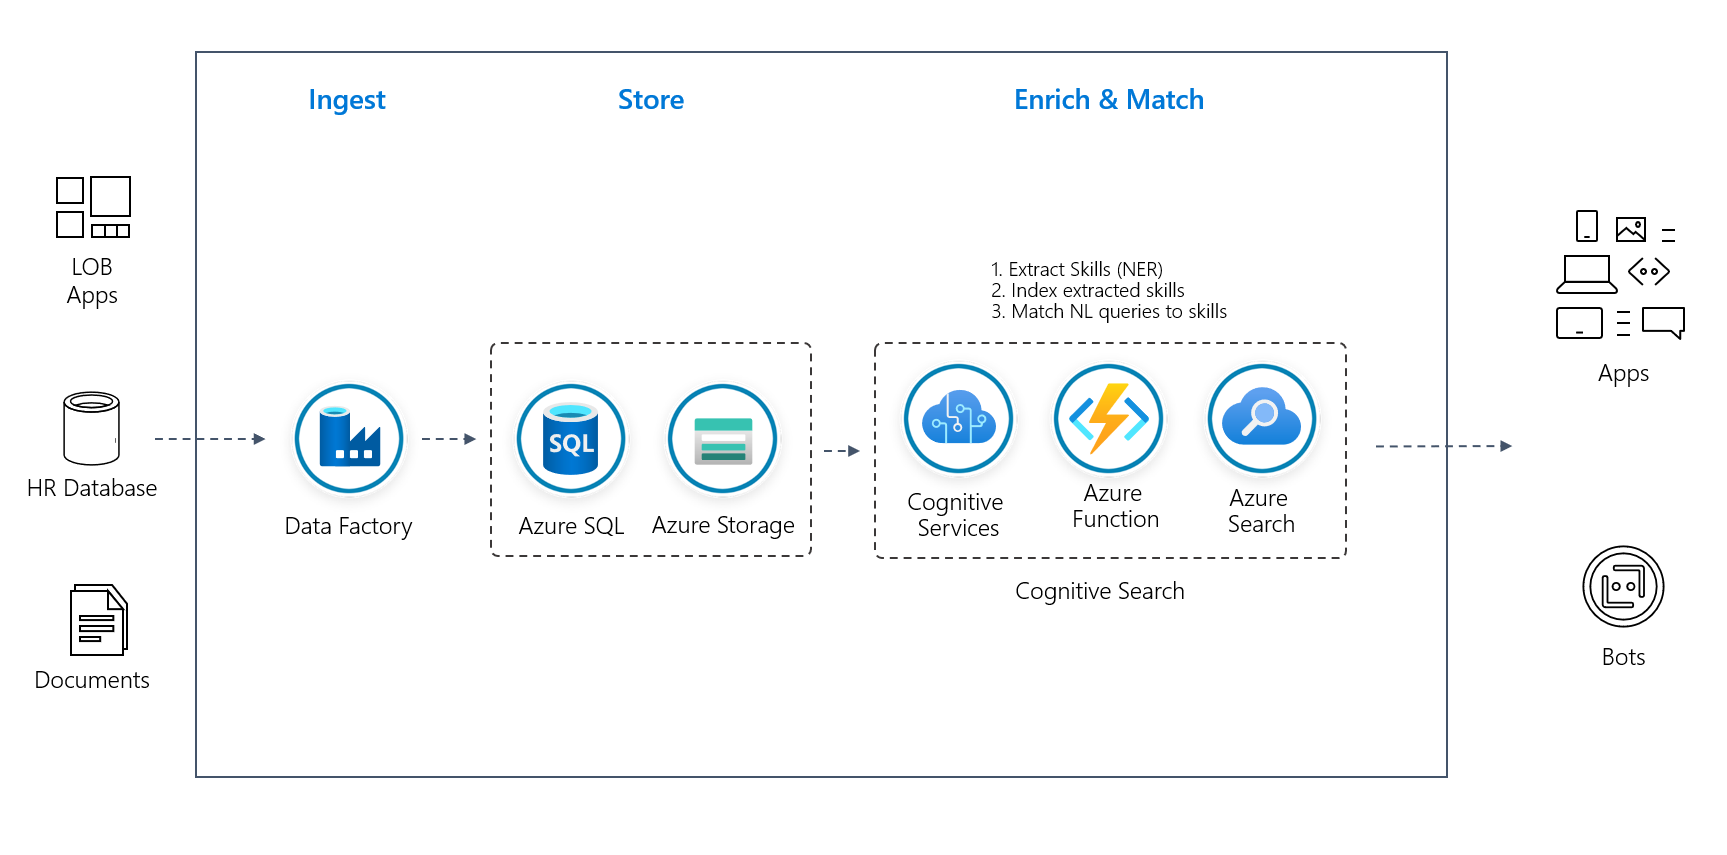 Ingest
Store
Enrich & Match
LOB
Apps
1. Extract Skills (NER)
2. Index extracted skills
3. Match NL queries to skills
Apps
HR Database
SQL
Data Factory
Azure SQL
Azure Storage
Cognitive
Services
Azure
Function
Azure
Search
Cognitive Search
Documents
Bots